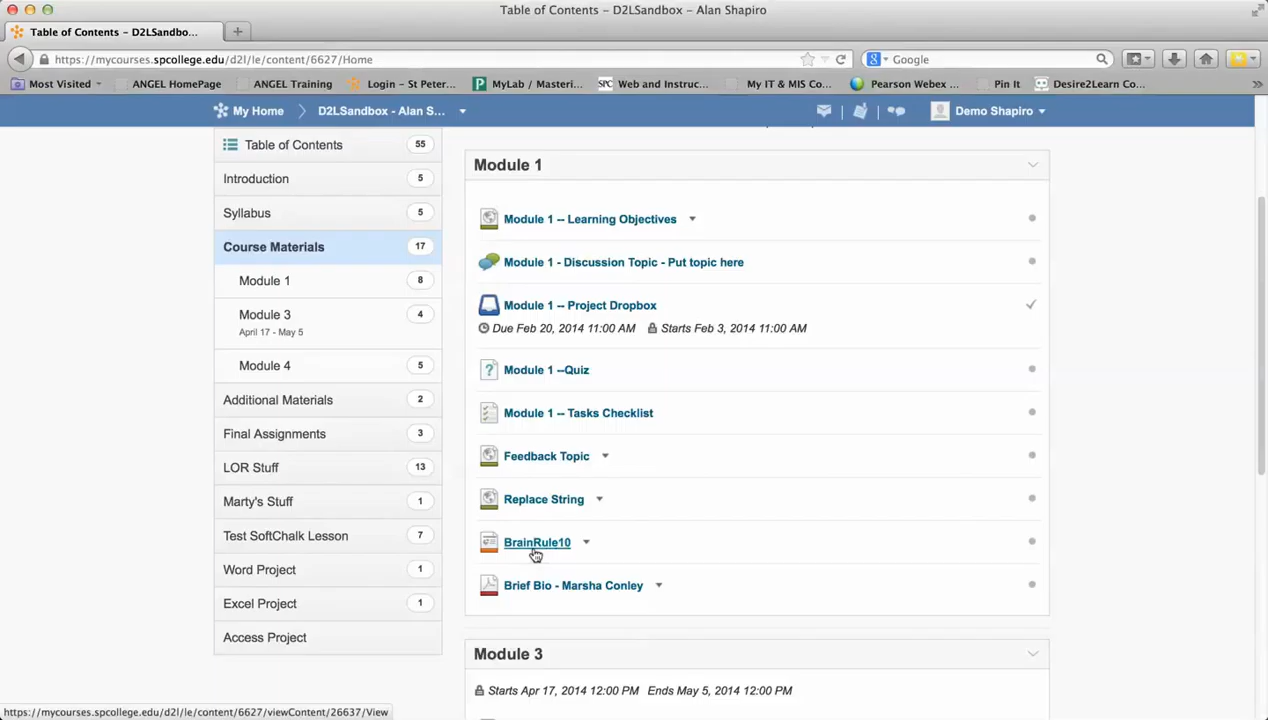 Table of Contents – D2LSandbox – Alan Shapiro
Table of Contents – D2LSandbo...
https://mycourses.spcollege.edu/d2l/le/content/6627/Home
Google
Most Visited
ANGEL HomePage
ANGEL Training
Login – St Peter...
MyLab / Masteri...
SPC Web and Instruc...
My IT & MIS Co...
Pearson Webex ...
Pin It
Desire2Learn Co...
My Home
D2LSandbox - Alan S...
Demo Shapiro
Table of Contents 55
Introduction 5
Syllabus 5
Course Materials 17
Module 1 8
Module 3 4
April 17 - May 5
Module 4 5
Additional Materials 2
Final Assignments 3
LOR Stuff 13
Marty's Stuff 1
Test SoftChalk Lesson 7
Word Project 1
Excel Project 1
Access Project
Module 1
Module 1 -- Learning Objectives
Module 1 - Discussion Topic - Put topic here
Module 1 -- Project Dropbox
Due Feb 20, 2014 11:00 AM Starts Feb 3, 2014 11:00 AM
Module 1 --Quiz
Module 1 -- Tasks Checklist
Feedback Topic
Replace String
BrainRule10
Brief Bio - Marsha Conley
Module 3
Starts Apr 17, 2014 12:00 PM Ends May 5, 2014 12:00 PM
https://mycourses.spcollege.edu/d2l/le/content/6627/viewContent/26637/View